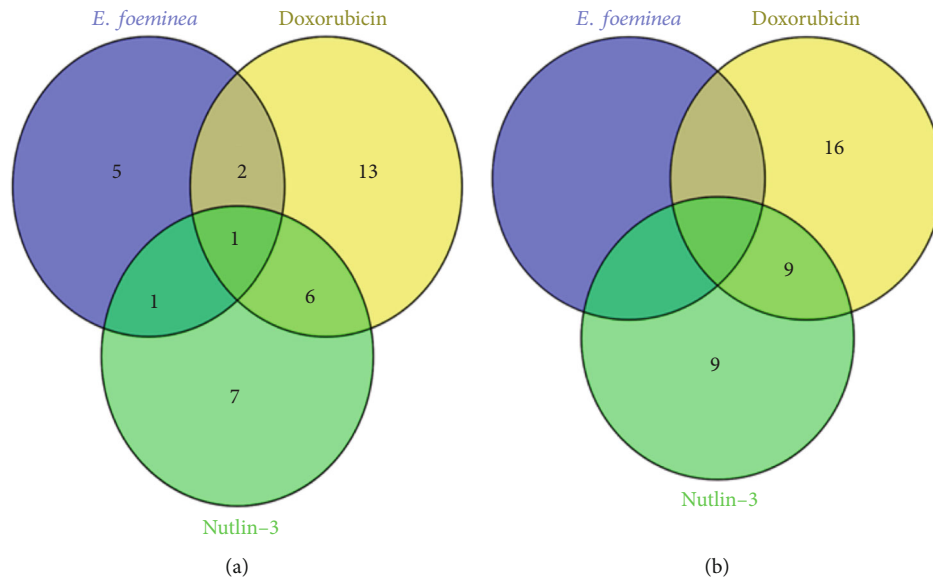 E. foeminea
Doxorubicin
5
2
13
1
1
6
7
Nutlin–3
(a)
E. foeminea
Doxorubicin
16
9
9
Nutlin–3
(b)